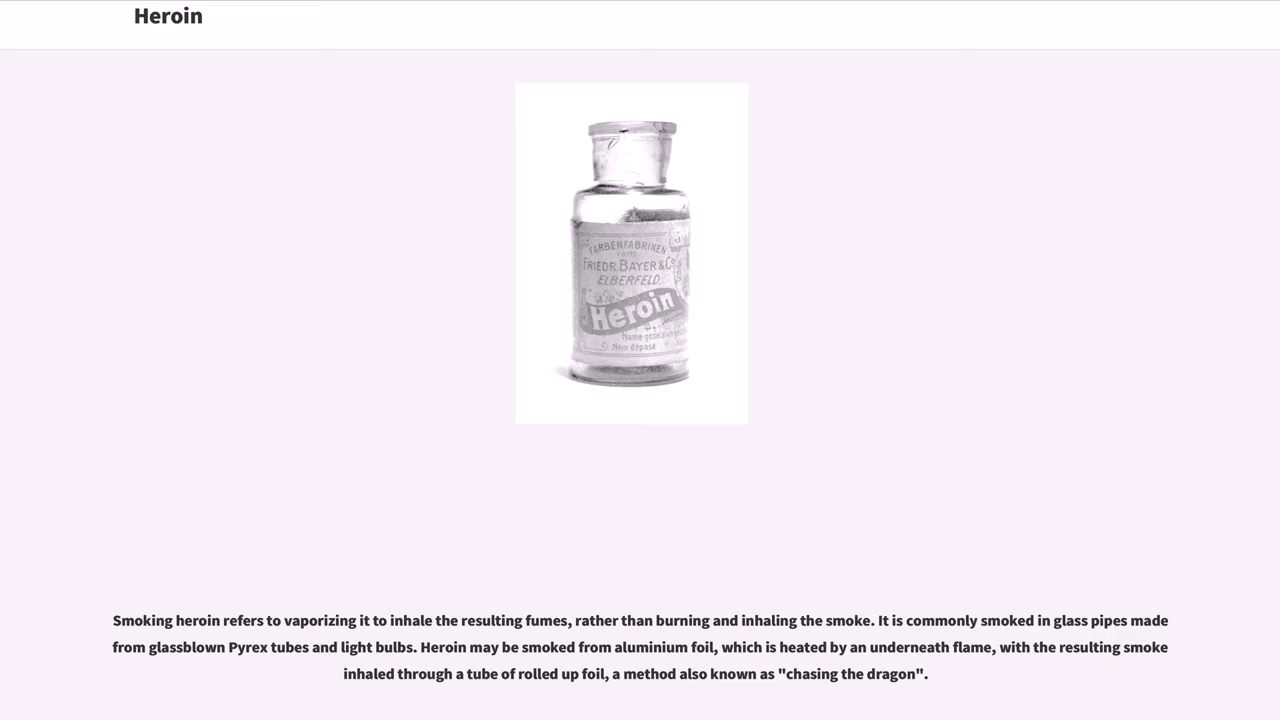 Heroin
FARBENFABRIKEN
VORM.
FRIEDR. BAYER & Co
ELBERFELD.
Heroin
Nom déposé
Smoking heroin refers to vaporizing it to inhale the resulting fumes, rather than burning and inhaling the smoke. It is commonly smoked in glass pipes made
from glassblown Pyrex tubes and light bulbs. Heroin may be smoked from aluminium foil, which is heated by an underneath flame, with the resulting smoke
inhaled through a tube of rolled up foil, a method also known as "chasing the dragon".